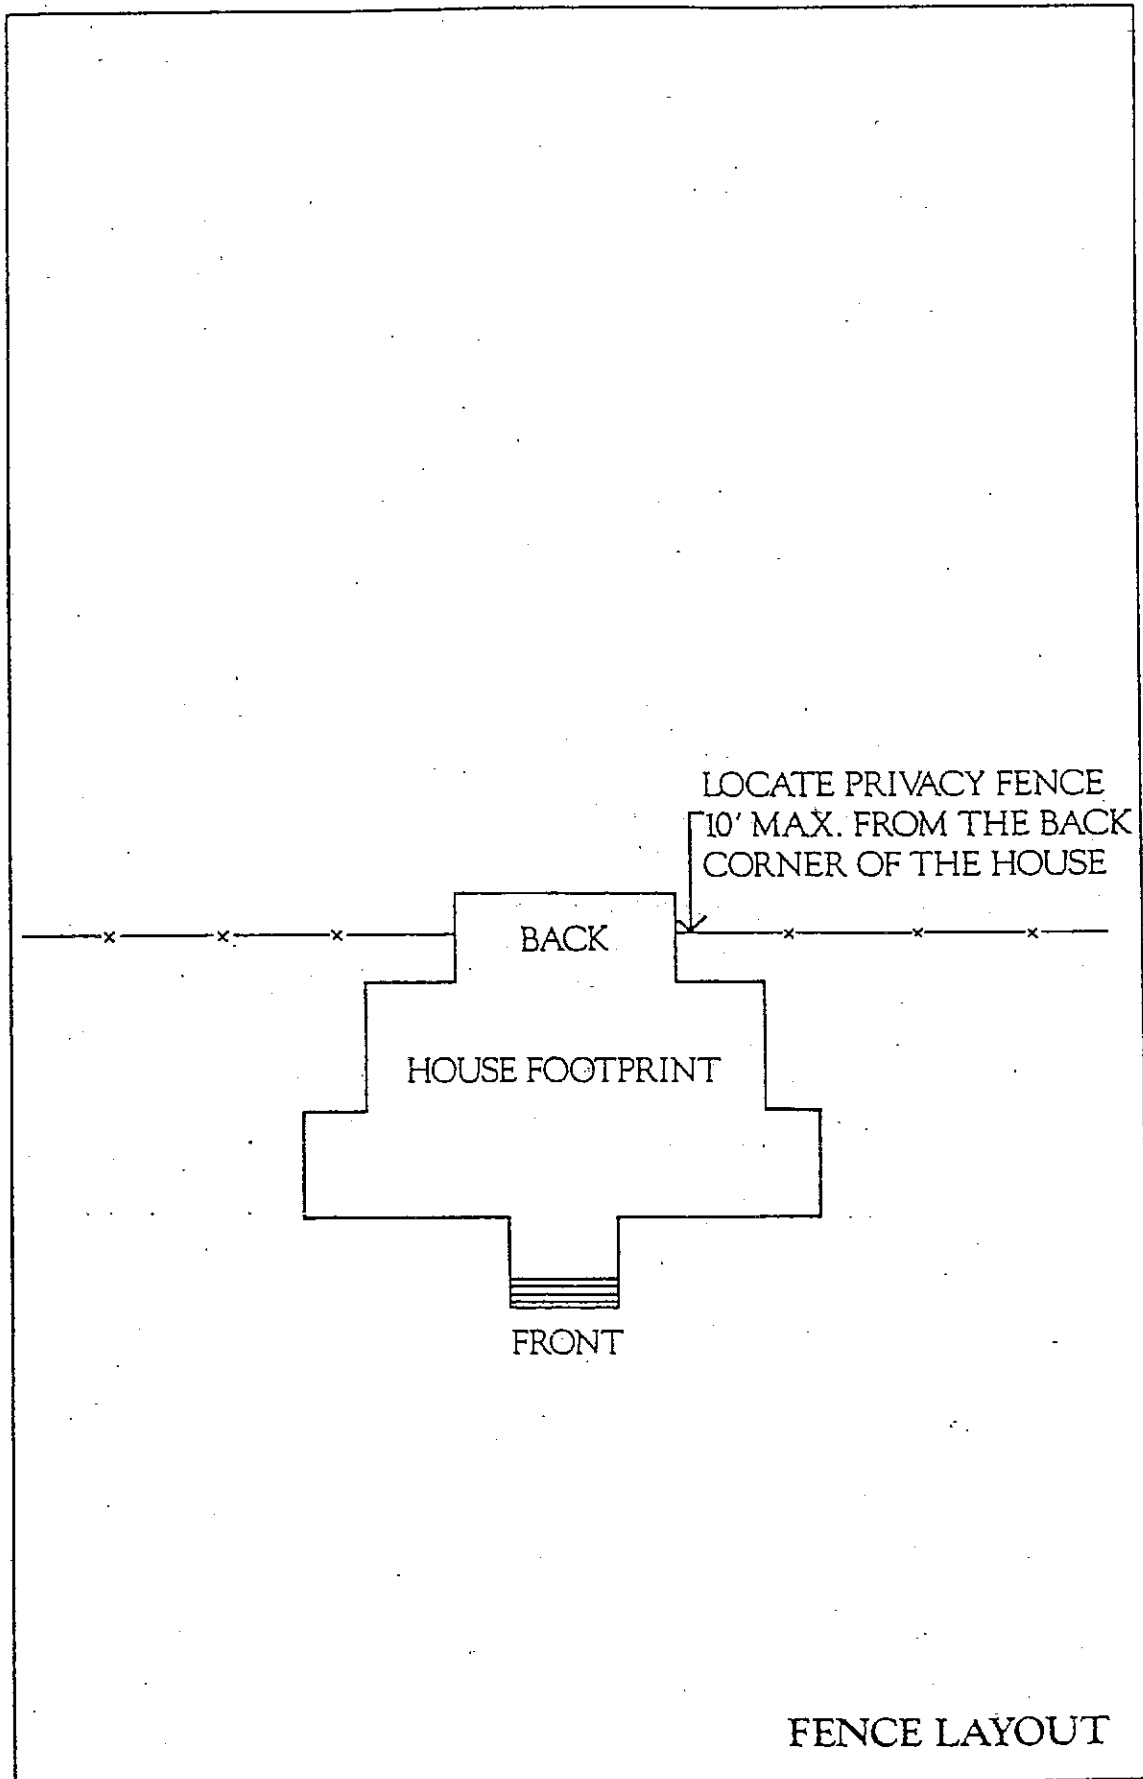 LOCATE PRIVACY FENCE
10' MAX. FROM THE BACK
CORNER OF THE HOUSE
BACK
HOUSE FOOTPRINT
FRONT
FENCE LAYOUT